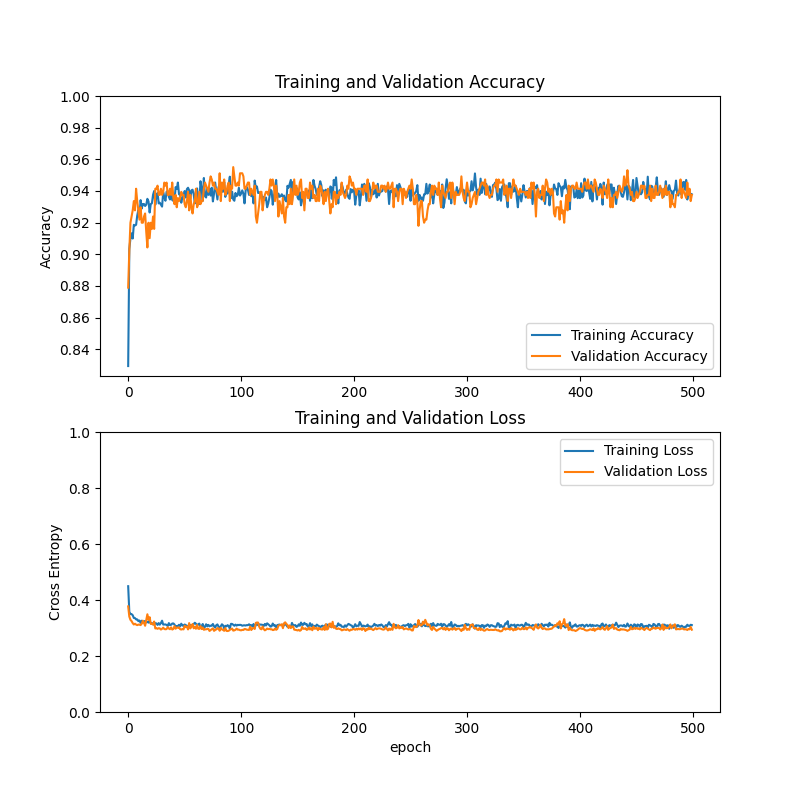 Training and Validation Accuracy
1.00
0.98
0.96
0.94
0.92
0.90
0.88
0.86
0.84
Accuracy
Training Accuracy
Validation Accuracy
0 100 200 300 400 500
Training and Validation Loss
1.0
0.8
0.6
0.4
0.2
0.0
Cross Entropy
Training Loss
Validation Loss
0 100 200 300 400 500
epoch